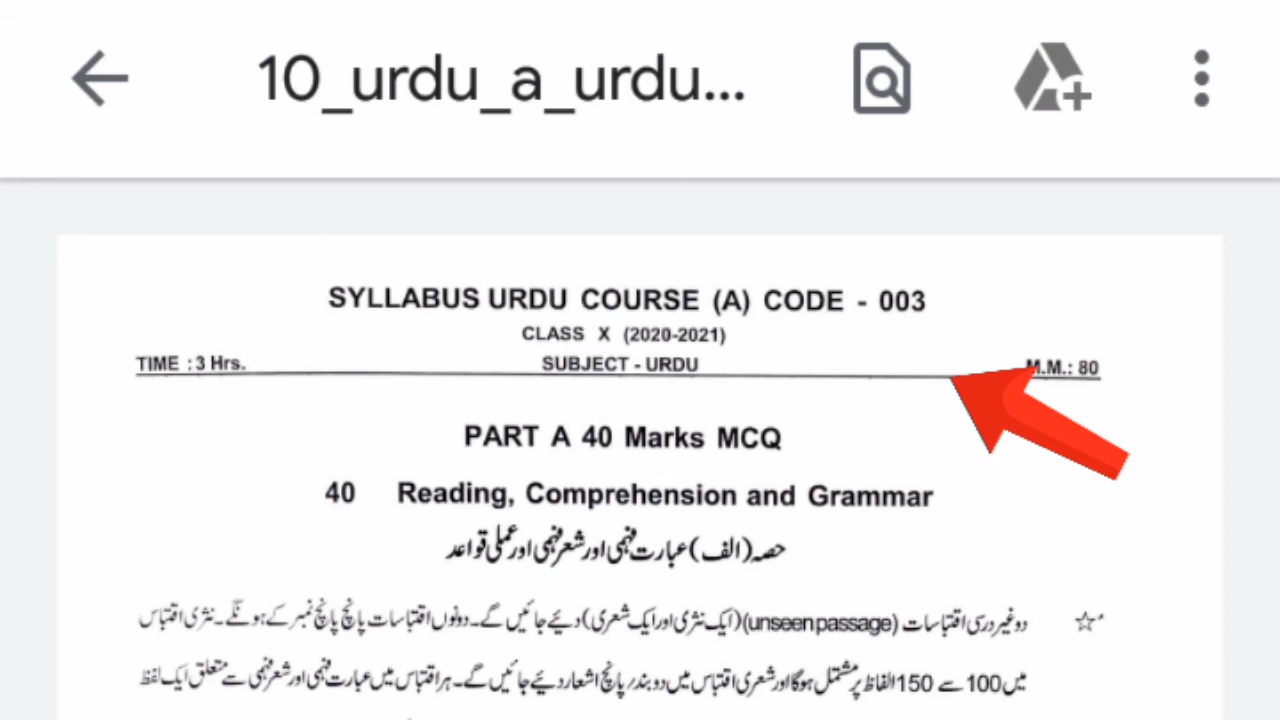 10_urdu_a_urdu...
SYLLABUS URDU COURSE (A) CODE - 003
CLASS X (2020-2021)
TIME : 3 Hrs. SUBJECT - URDU M.M.: 80
PART A 40 Marks MCQ
40 Reading, Comprehension and Grammar
حصہ (الف) عبارت فہمی اور شعر فہمی اور عملی قواعد
☆ دو غیر درسی اقتباسات (unseen passage) (ایک نثری اور ایک شعری) دیئے جائیں گے۔ دونوں اقتباسات پانچ پانچ نمبر کے ہونگے۔ نثری اقتباس
میں 100 سے 150 الفاظ پر مشتمل ہوگا اور شعری اقتباس میں دو بند ر پانچ اشعار دیئے جائیں گے۔ ہر اقتباس میں عبارت فہمی اور شعر فہمی سے متعلق ایک لفظ